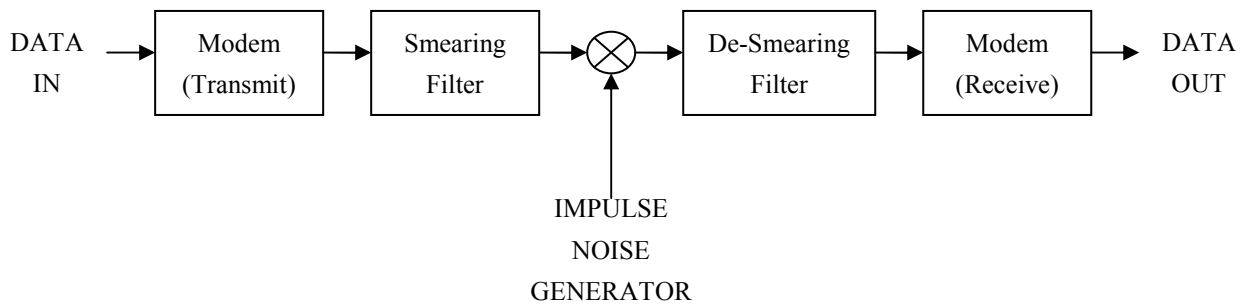 DATA
IN
Modem
(Transmit)
Smearing
Filter
De-Smearing
Filter
Modem
(Receive)
DATA
OUT
IMPULSE
NOISE
GENERATOR